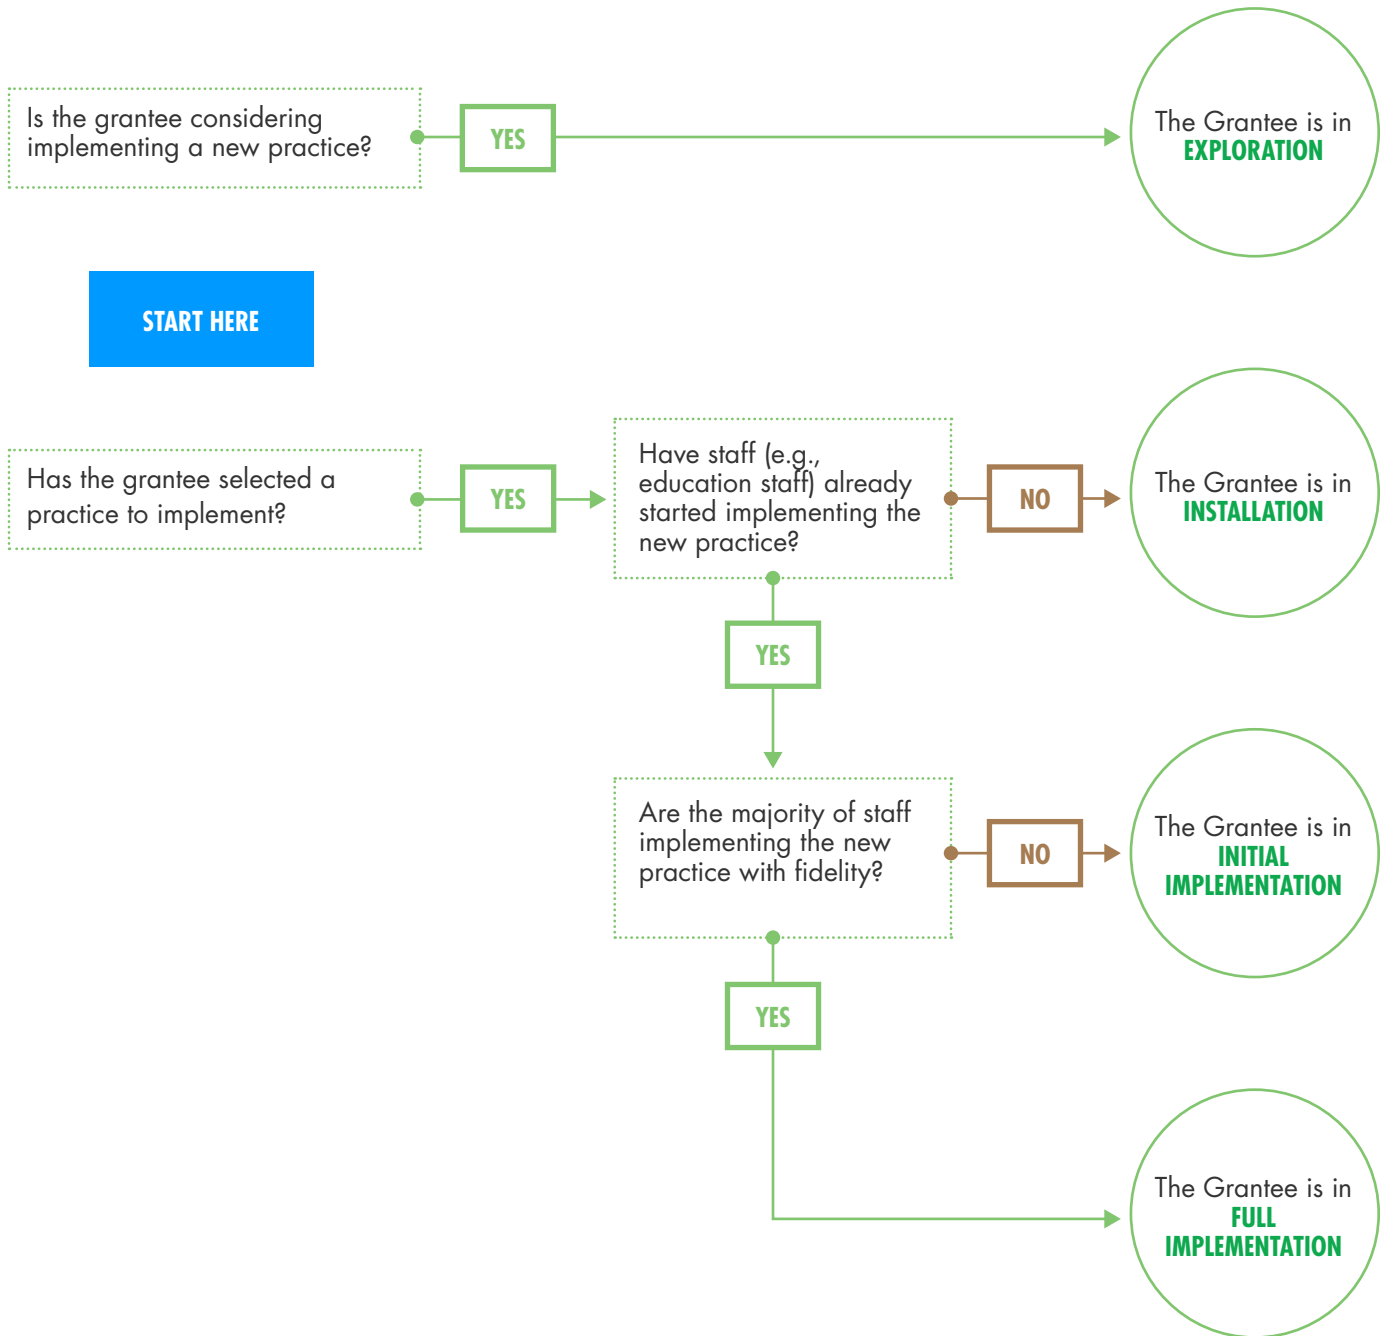 Is the grantee considering
implementing a new practice?
YES
The Grantee is in
EXPLORATION
START HERE
Has the grantee selected a
practice to implement?
YES
Have staff (e.g.,
education staff) already
started implementing the
new practice?
NO
The Grantee is in
INSTALLATION
YES
Are the majority of staff
implementing the new
practice with fidelity?
NO
The Grantee is in
INITIAL
IMPLEMENTATION
YES
The Grantee is in
FULL
IMPLEMENTATION